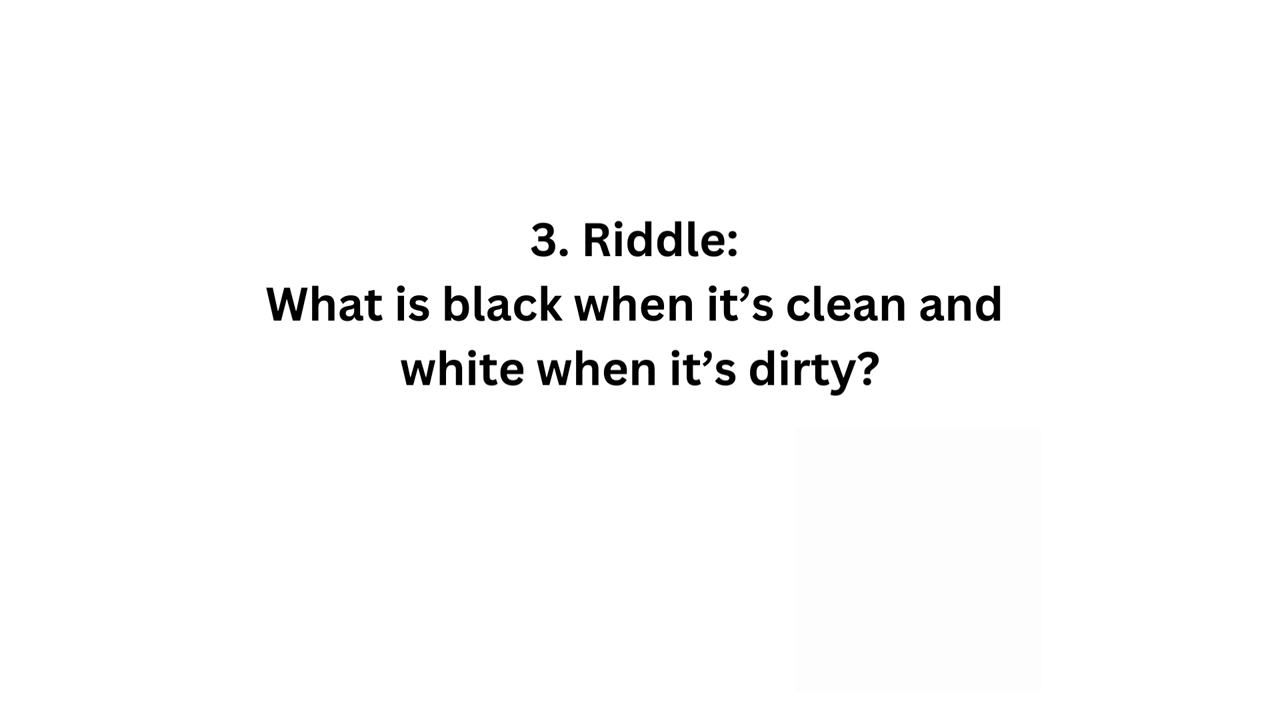 3. Riddle:
What is black when it’s clean and
white when it’s dirty?